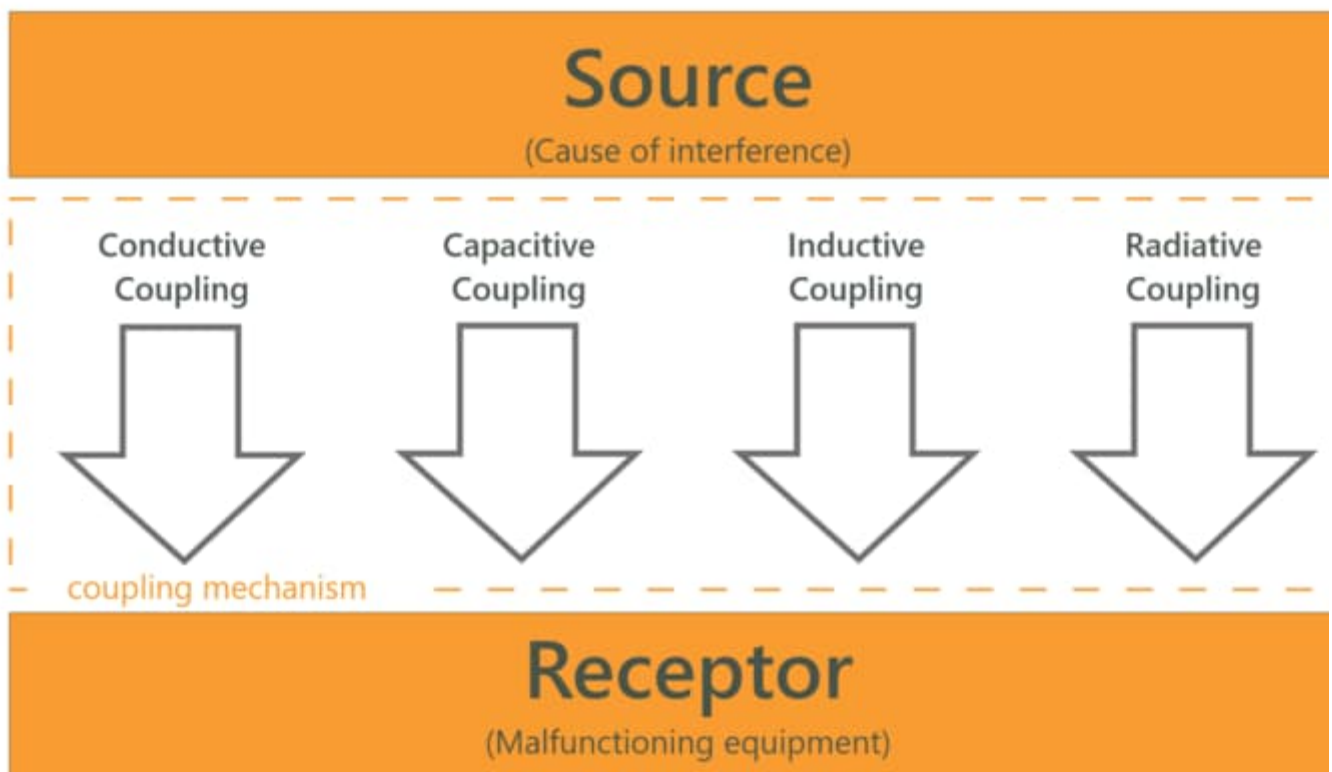 Source
(Cause of interference)
Conductive Coupling
Capacitive Coupling
Inductive Coupling
Radiative Coupling
coupling mechanism
Receptor
(Malfunctioning equipment)